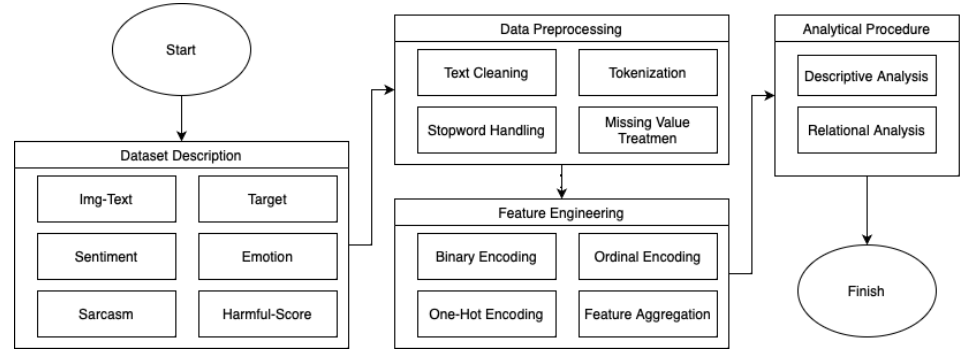 Start
Dataset Description
Img-Text
Target
Sentiment
Emotion
Sarcasm
Harmful-Score
Data Preprocessing
Text Cleaning
Tokenization
Stopword Handling
Missing Value
Treatmen
Feature Engineering
Binary Encoding
Ordinal Encoding
One-Hot Encoding
Feature Aggregation
Analytical Procedure
Descriptive Analysis
Relational Analysis
Finish